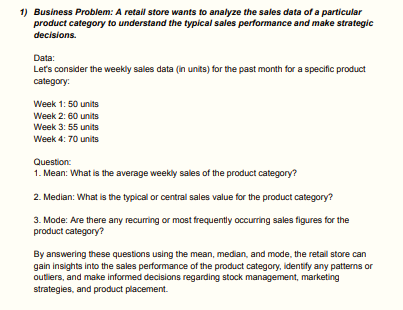 1) Business Problem: A retail store wants to analyze the sales data of a particular
product category to understand the typical sales performance and make strategic
decisions.
Data:
Let's consider the weekly sales data (in units) for the past month for a specific product
category:
Week 1: 50 units
Week 2: 60 units
Week 3: 55 units
Week 4: 70 units
Question:
1. Mean: What is the average weekly sales of the product category?
2. Median: What is the typical or central sales value for the product category?
3. Mode: Are there any recurring or most frequently occurring sales figures for the
product category?
By answering these questions using the mean, median, and mode, the retail store can
gain insights into the sales performance of the product category, identify any patterns or
outliers, and make informed decisions regarding stock management, marketing
strategies, and product placement.